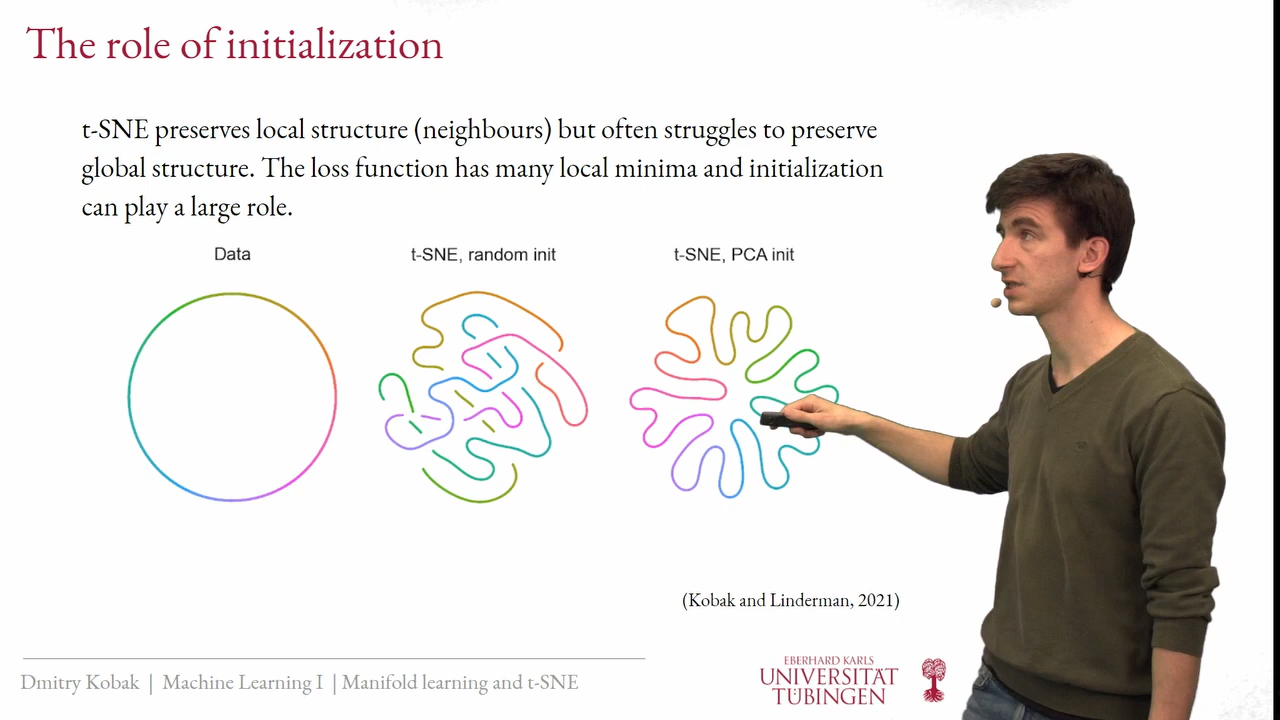 The role of initialization
t-SNE preserves local structure (neighbours) but often struggles to preserve
global structure. The loss function has many local minima and initialization
can play a large role.
Data
t-SNE, random init
t-SNE, PCA init
(Kobak and Linderman, 2021)
Dmitry Kobak | Machine Learning I | Manifold learning and t-SNE
EBERHARD KARLS
UNIVERSITÄT
TÜBINGEN